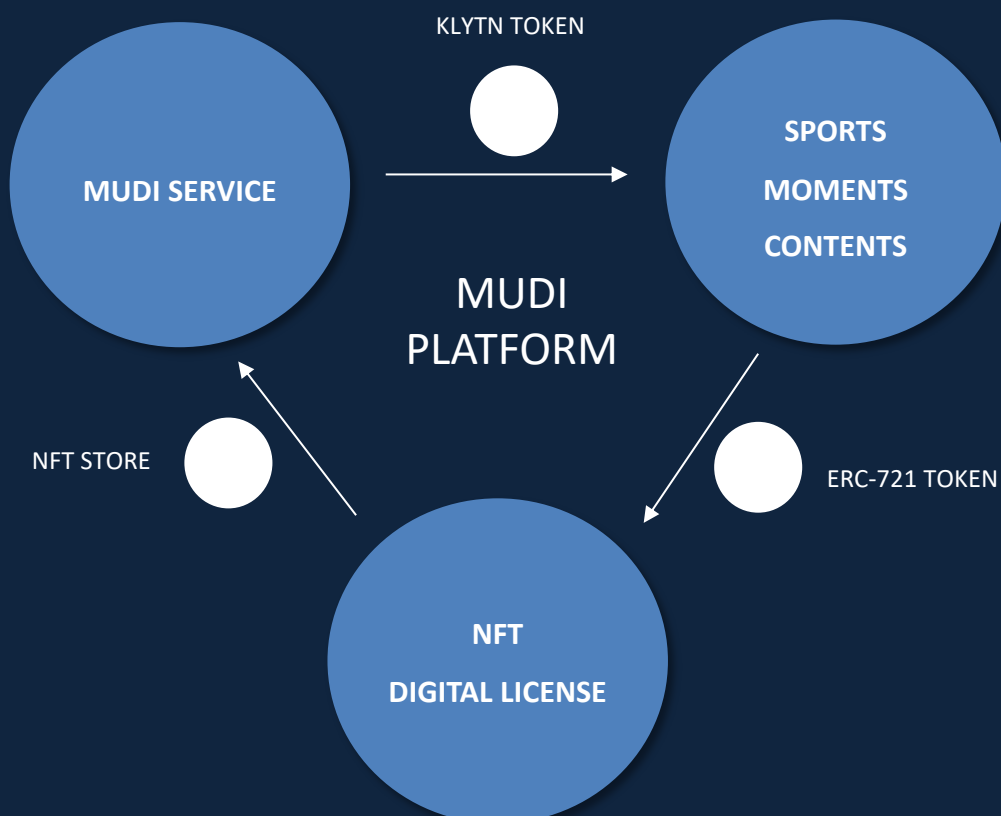 KLYTN TOKEN
MUDI SERVICE
SPORTS
MOMENTS
CONTENTS
MUDI
PLATFORM
NFT STORE
ERC-721 TOKEN
NFT
DIGITAL LICENSE